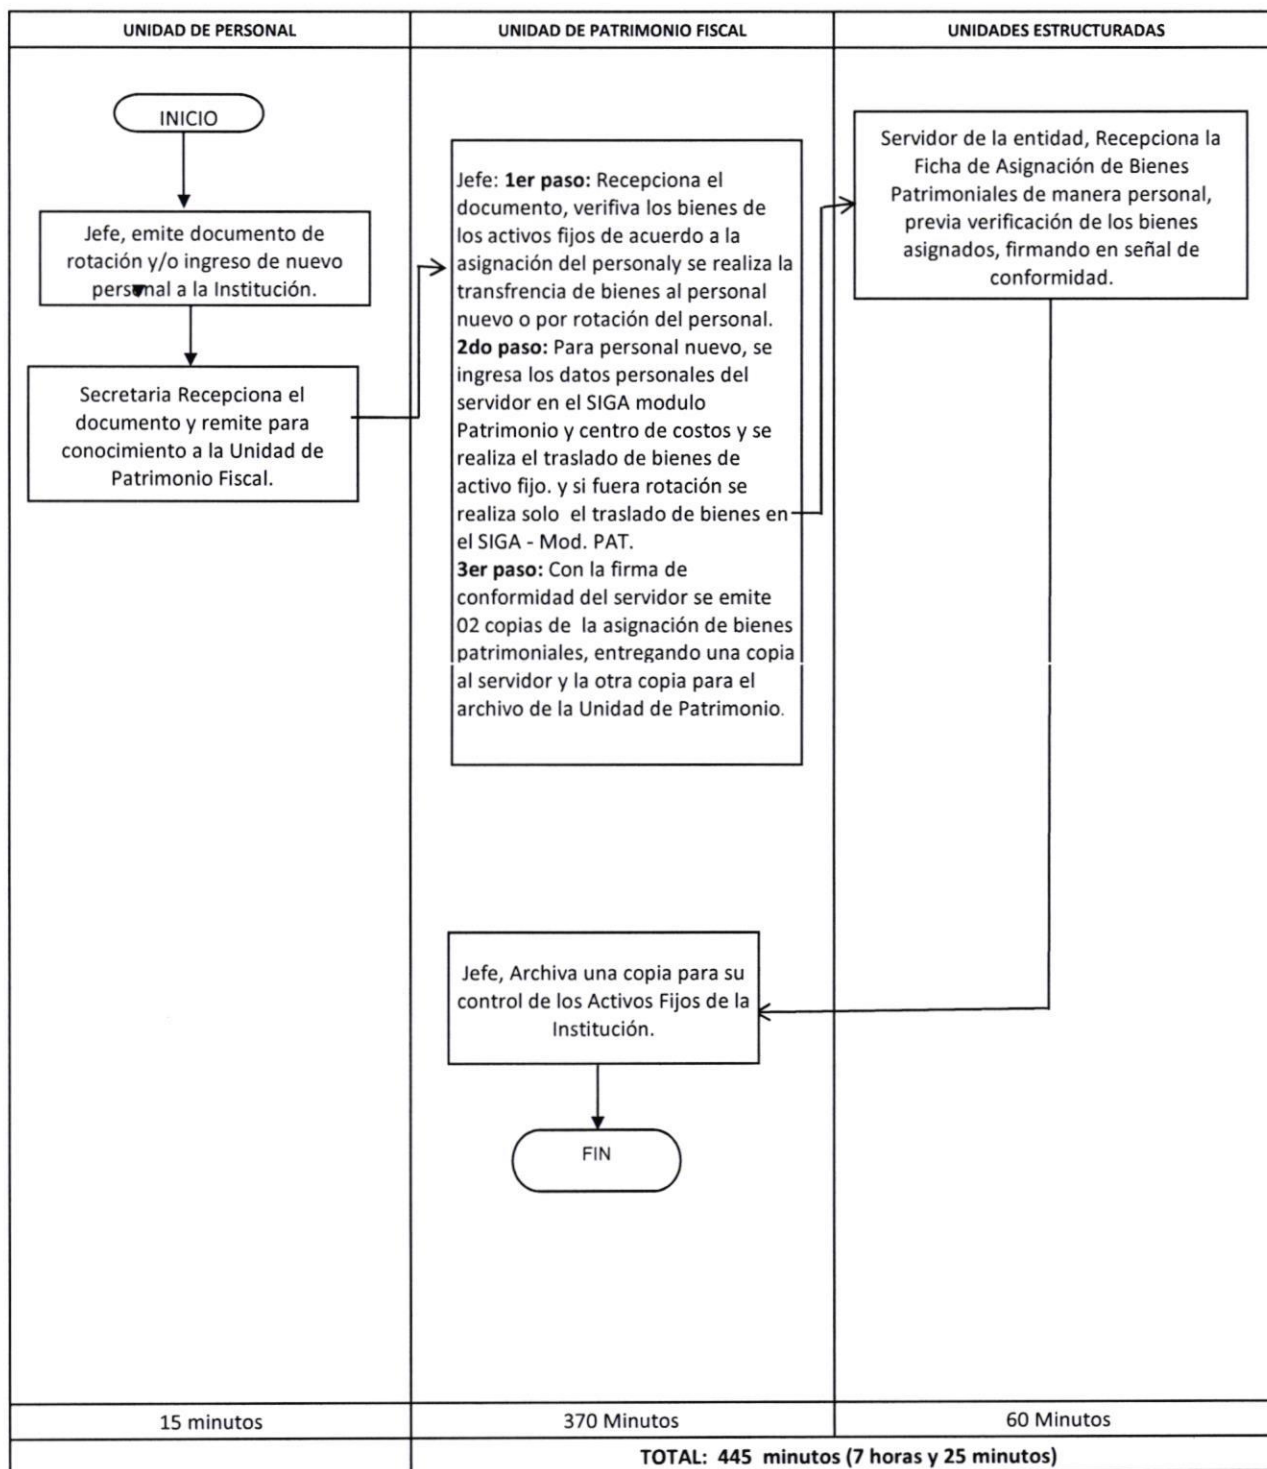 UNIDAD DE PERSONAL
UNIDAD DE PATRIMONIO FISCAL
UNIDADES ESTRUCTURADAS
INICIO
Jefe, emite documento de
rotación y/o ingreso de nuevo
personal a la Institución.
Secretaria Recepciona el
documento y remite para
conocimiento a la Unidad de
Patrimonio Fiscal.
Jefe: 1er paso: Recepciona el
documento, verifiva los bienes de
los activos fijos de acuerdo a la
asignación del personaly se realiza la
transfrencia de bienes al personal
nuevo o por rotación del personal.
2do paso: Para personal nuevo, se
ingresa los datos personales del
servidor en el SIGA modulo
Patrimonio y centro de costos y se
realiza el traslado de bienes de
activo fijo. y si fuera rotación se
realiza solo el traslado de bienes en
el SIGA - Mod. PAT.
3er paso: Con la firma de
conformidad del servidor se emite
02 copias de la asignación de bienes
patrimoniales, entregando una copia
al servidor y la otra copia para el
archivo de la Unidad de Patrimonio.
Servidor de la entidad, Recepciona la
Ficha de Asignación de Bienes
Patrimoniales de manera personal,
previa verificación de los bienes
asignados, firmando en señal de
conformidad.
Jefe, Archiva una copia para su
control de los Activos Fijos de la
Institución.
FIN
15 minutos
370 Minutos
60 Minutos
TOTAL: 445 minutos (7 horas y 25 minutos)